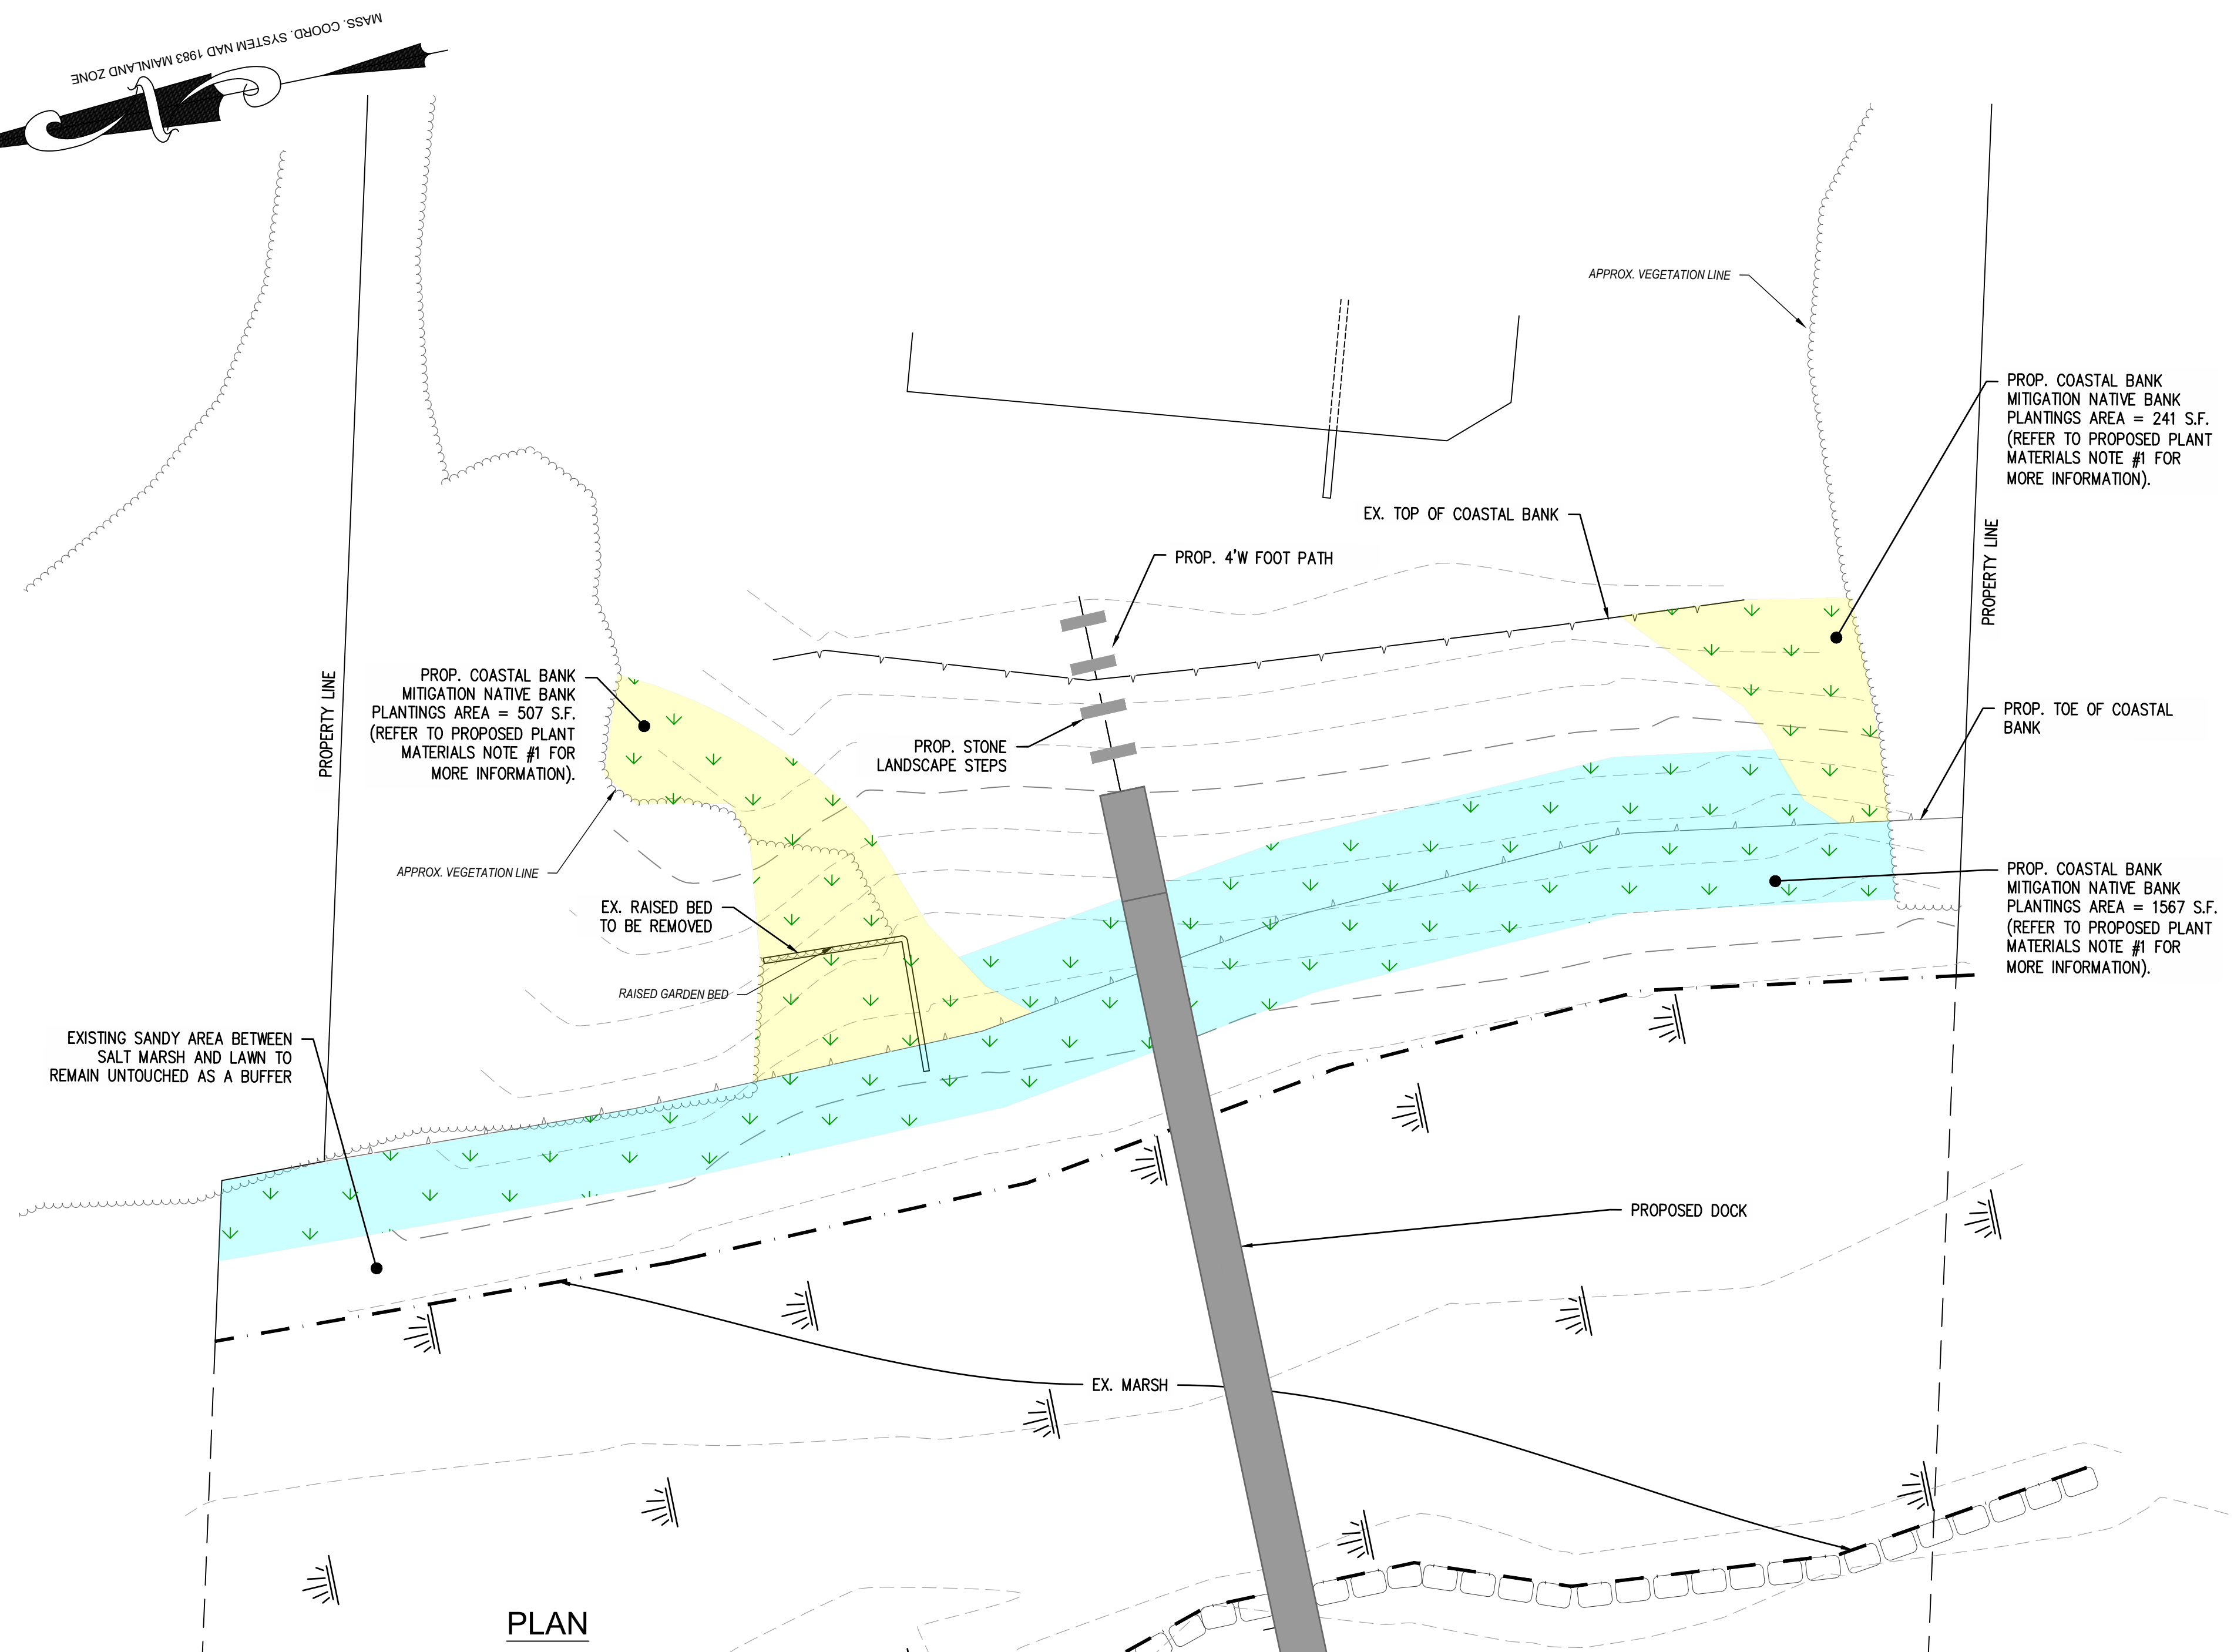 MASS. COORD. SYSTEM NAD 1983 MAINLAND ZONE
N
APPROX. VEGETATION LINE
PROP. COASTAL BANK
MITIGATION NATIVE BANK
PLANTINGS AREA = 241 S.F.
(REFER TO PROPOSED PLANT
MATERIALS NOTE #1 FOR
MORE INFORMATION).
EX. TOP OF COASTAL BANK
PROP. 4'W FOOT PATH
PROPERTY LINE
PROPERTY LINE
PROP. COASTAL BANK
MITIGATION NATIVE BANK
PLANTINGS AREA = 507 S.F.
(REFER TO PROPOSED PLANT
MATERIALS NOTE #1 FOR
MORE INFORMATION).
PROP. STONE
LANDSCAPE STEPS
PROP. TOE OF COASTAL
BANK
APPROX. VEGETATION LINE
EX. RAISED BED
TO BE REMOVED
PROP. COASTAL BANK
MITIGATION NATIVE BANK
PLANTINGS AREA = 1567 S.F.
(REFER TO PROPOSED PLANT
MATERIALS NOTE #1 FOR
MORE INFORMATION).
RAISED GARDEN BED
EXISTING SANDY AREA BETWEEN
SALT MARSH AND LAWN TO
REMAIN UNTOUCHED AS A BUFFER
PROPOSED DOCK
EX. MARSH
PLAN